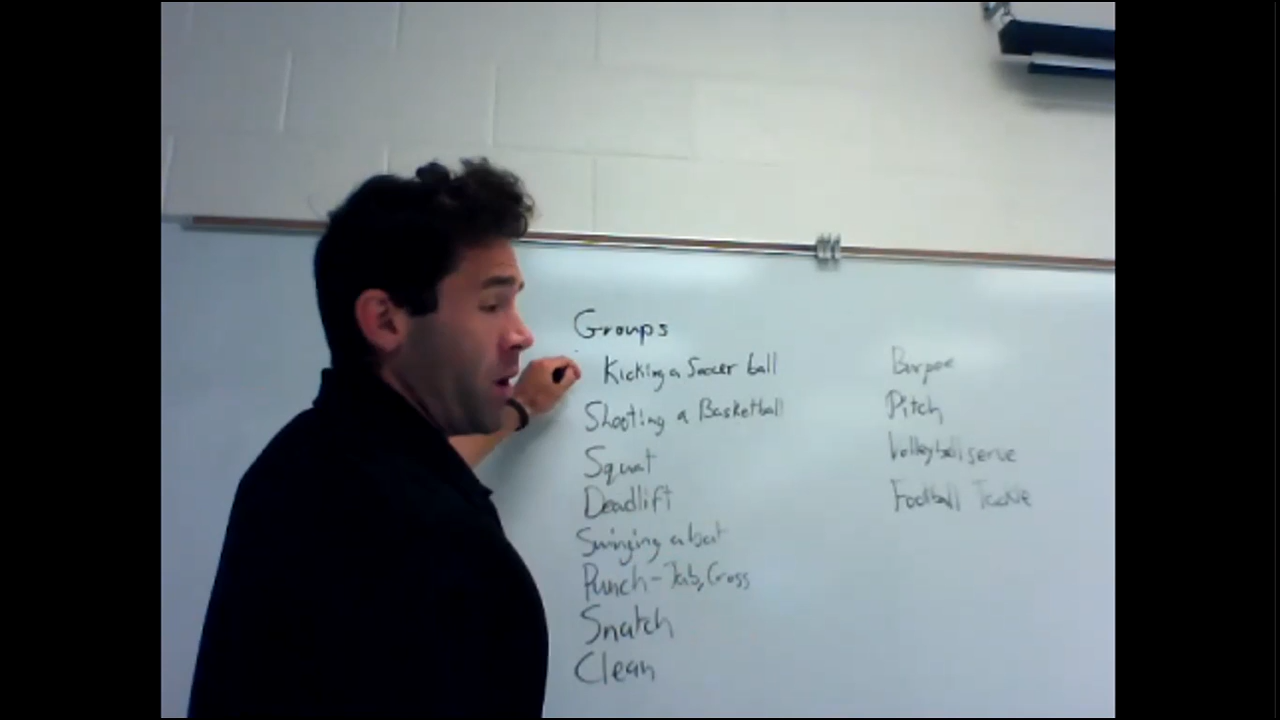 Groups
Kicking a Soccer ball
Shooting a Basketball
Squat
Deadlift
Swinging a bat
Punch-Jab, Cross
Snatch
Clean
Burpee
Pitch
Volleyball serve
Football Tackle